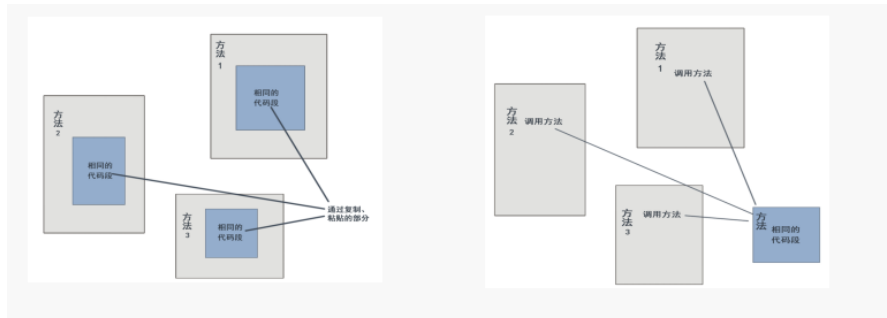 方法
1
相同的
代码段
方法
2
相同的
代码段
方法
3
相同的
代码段
通过复制、
粘贴的部分
方法
1
调用方法
方法
2
调用方法
方法
3
调用方法
方法
相同的
代码段